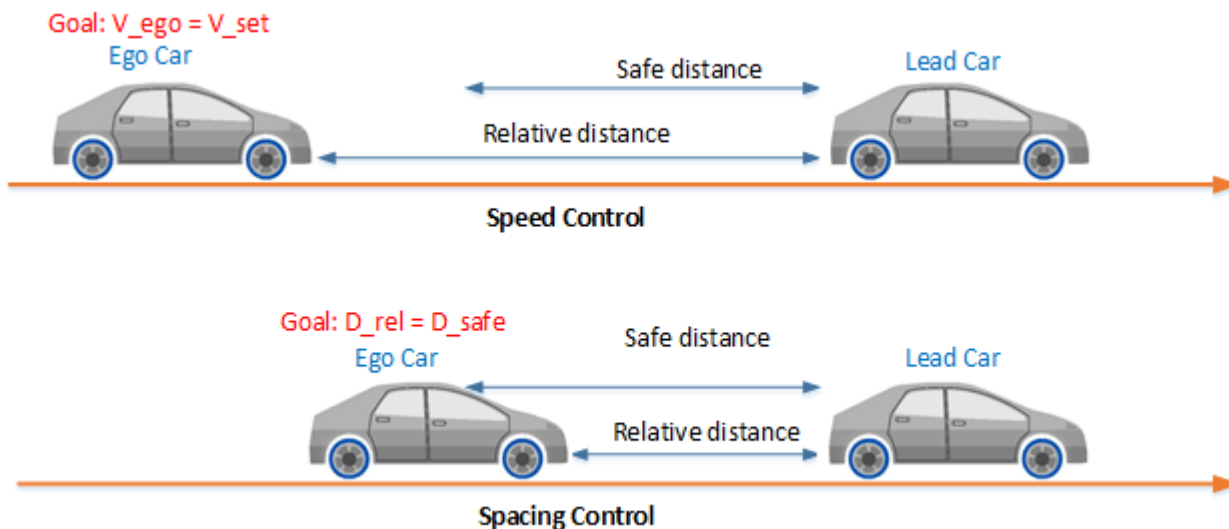 Goal: V_ego = V_set
Ego Car
Safe distance
Lead Car
Relative distance
Speed Control
Goal: D_rel = D_safe
Ego Car
Safe distance
Lead Car
Relative distance
Spacing Control